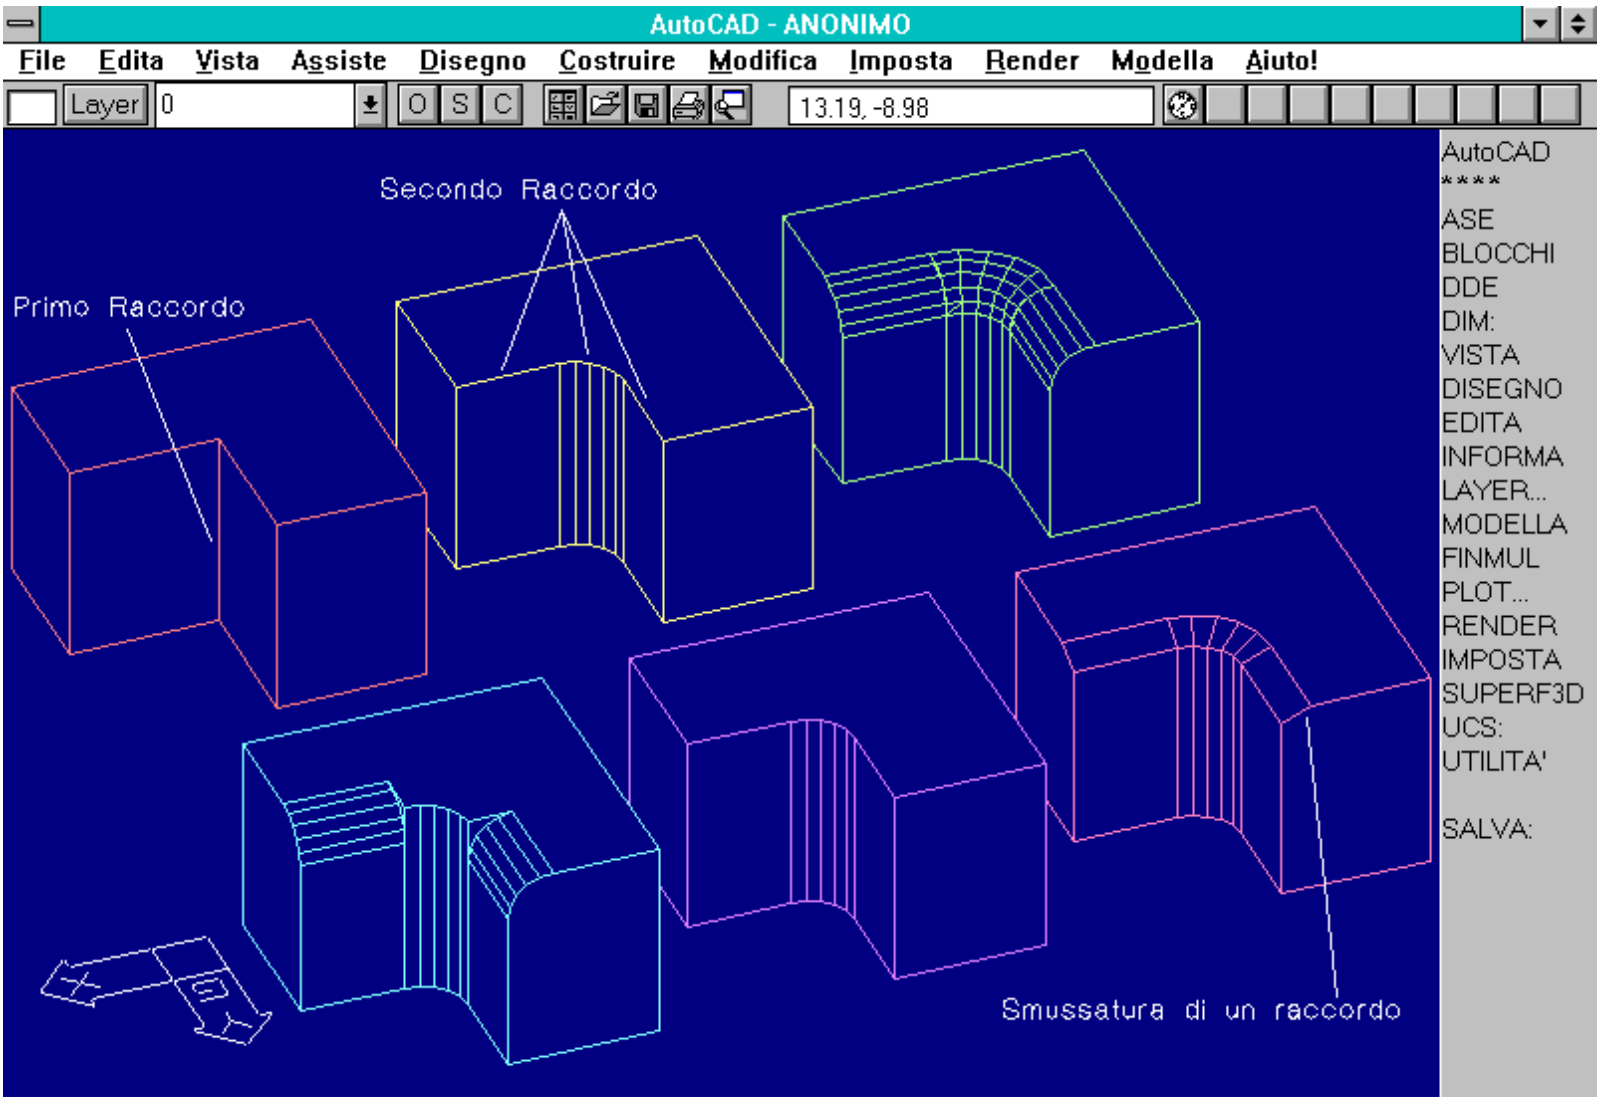 AutoCAD - ANONIMO
File Edita Vista Assiste Disegno Costruire Modifica Imposta Render Modella Aiuto!
Layer 0 O S C 13.19, -8.98
AutoCAD
****
ASE
BLOCCHI
DDE
DIM:
VISTA
DISEGNO
EDITA
INFORMA
LAYER...
MODELLA
FINMUL
PLOT...
RENDER
IMPOSTA
SUPERF3D
UCS:
UTILITA'
SALVA:
Secondo Raccordo
Primo Raccordo
Smussatura di un raccordo
X
Y